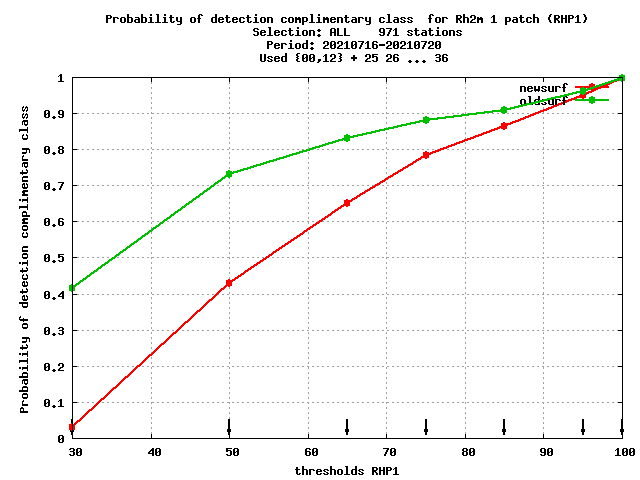 Probability of detection complimentary class  for Rh2m 1 patch (RHP1)
Selection: ALL    971 stations
Period: 20210716-20210720
Used {00,12} + 25 26 ... 36
newsurf
oldsurf
Probability of detection complimentary class
1
0.9
0.8
0.7
0.6
0.5
0.4
0.3
0.2
0.1
0
30 40 50 60 70 80 90 100
thresholds RHP1